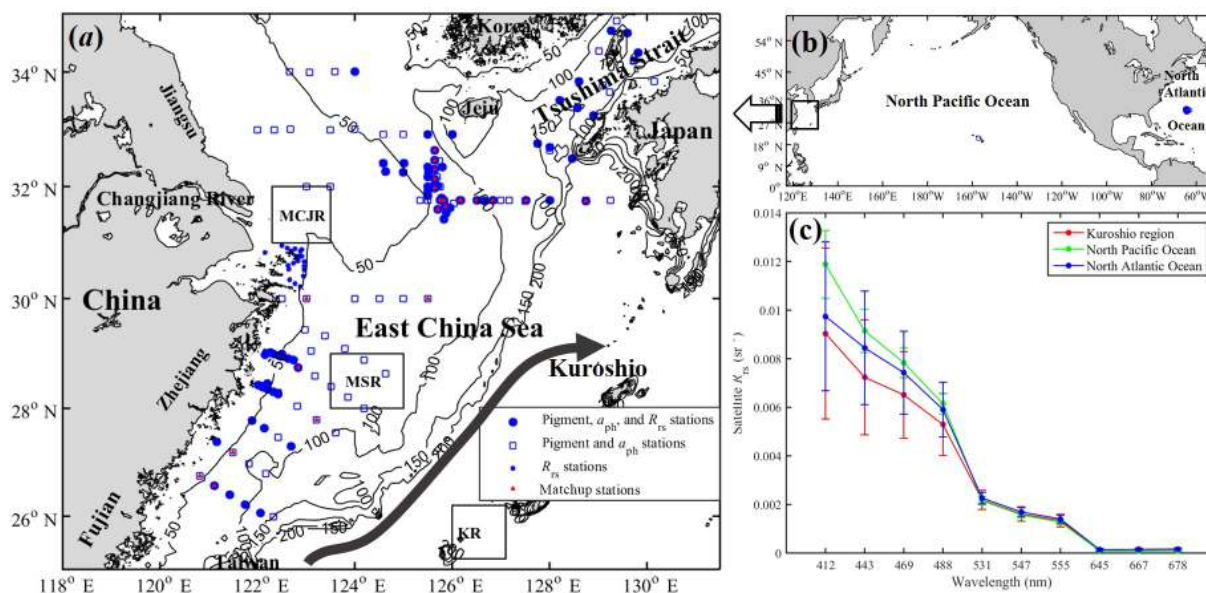 (a)
34° N
32° N
30° N
28° N
26° N
118° E
120° E
122° E
124° E
126° E
128° E
130° E
Jiangsu
Changjiang River
China
Zhejiang
Fujian
Taiwan
MCJR
MSR
KR
East China Sea
Kuroshio
Korea
Jeju
Tsushima Strait
Japan
50
100
150
200
Pigment, aph, and Rrs stations
Pigment and aph stations
Rrs stations
Matchup stations
(b)
54° N
45° N
36° N
27° N
18° N
9° N
0°
120°E
140°E
160°E
180°W
160°W
140°W
120°W
100°W
80°W
60°W
North Pacific Ocean
North
Atlantic
Ocean
(c)
Kuroshio region
North Pacific Ocean
North Atlantic Ocean
0.014
0.012
0.01
0.008
0.006
0.004
0.002
0
Satellite Rrs (sr⁻
412
443
469
488
531
547
555
645
667
678
Wavelength (nm)